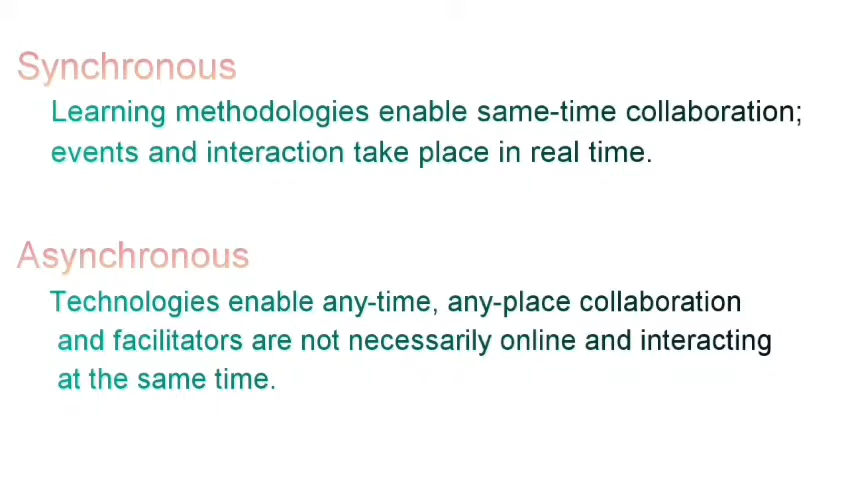 Synchronous
Learning methodologies enable same-time collaboration;
events and interaction take place in real time.
Asynchronous
Technologies enable any-time, any-place collaboration
and facilitators are not necessarily online and interacting
at the same time.